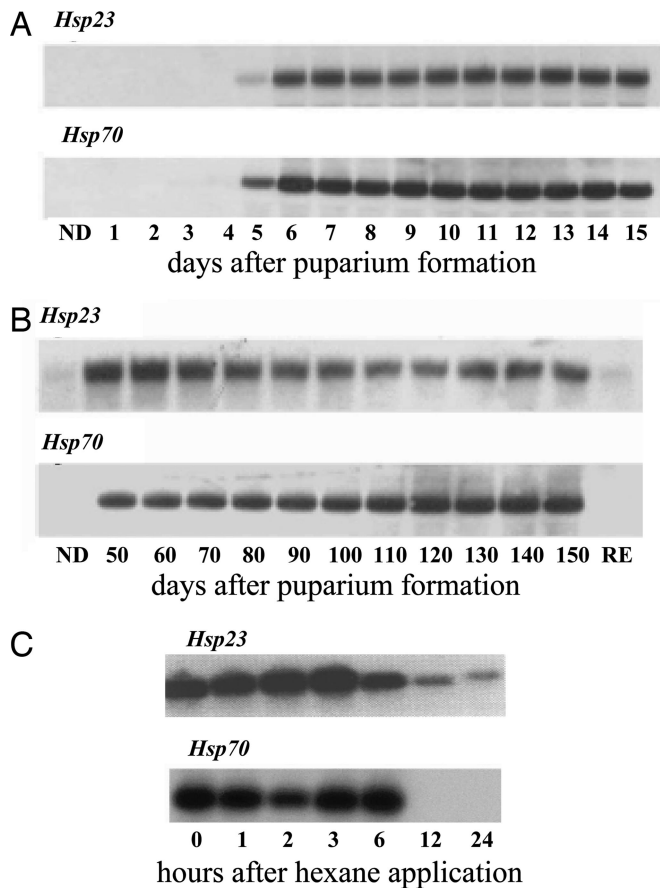 A
Hsp23
Hsp70
ND 1 2 3 4 5 6 7 8 9 10 11 12 13 14 15
days after puparium formation
B
Hsp23
Hsp70
ND 50 60 70 80 90 100 110 120 130 140 150 RE
days after puparium formation
C
Hsp23
Hsp70
0 1 2 3 6 12 24
hours after hexane application